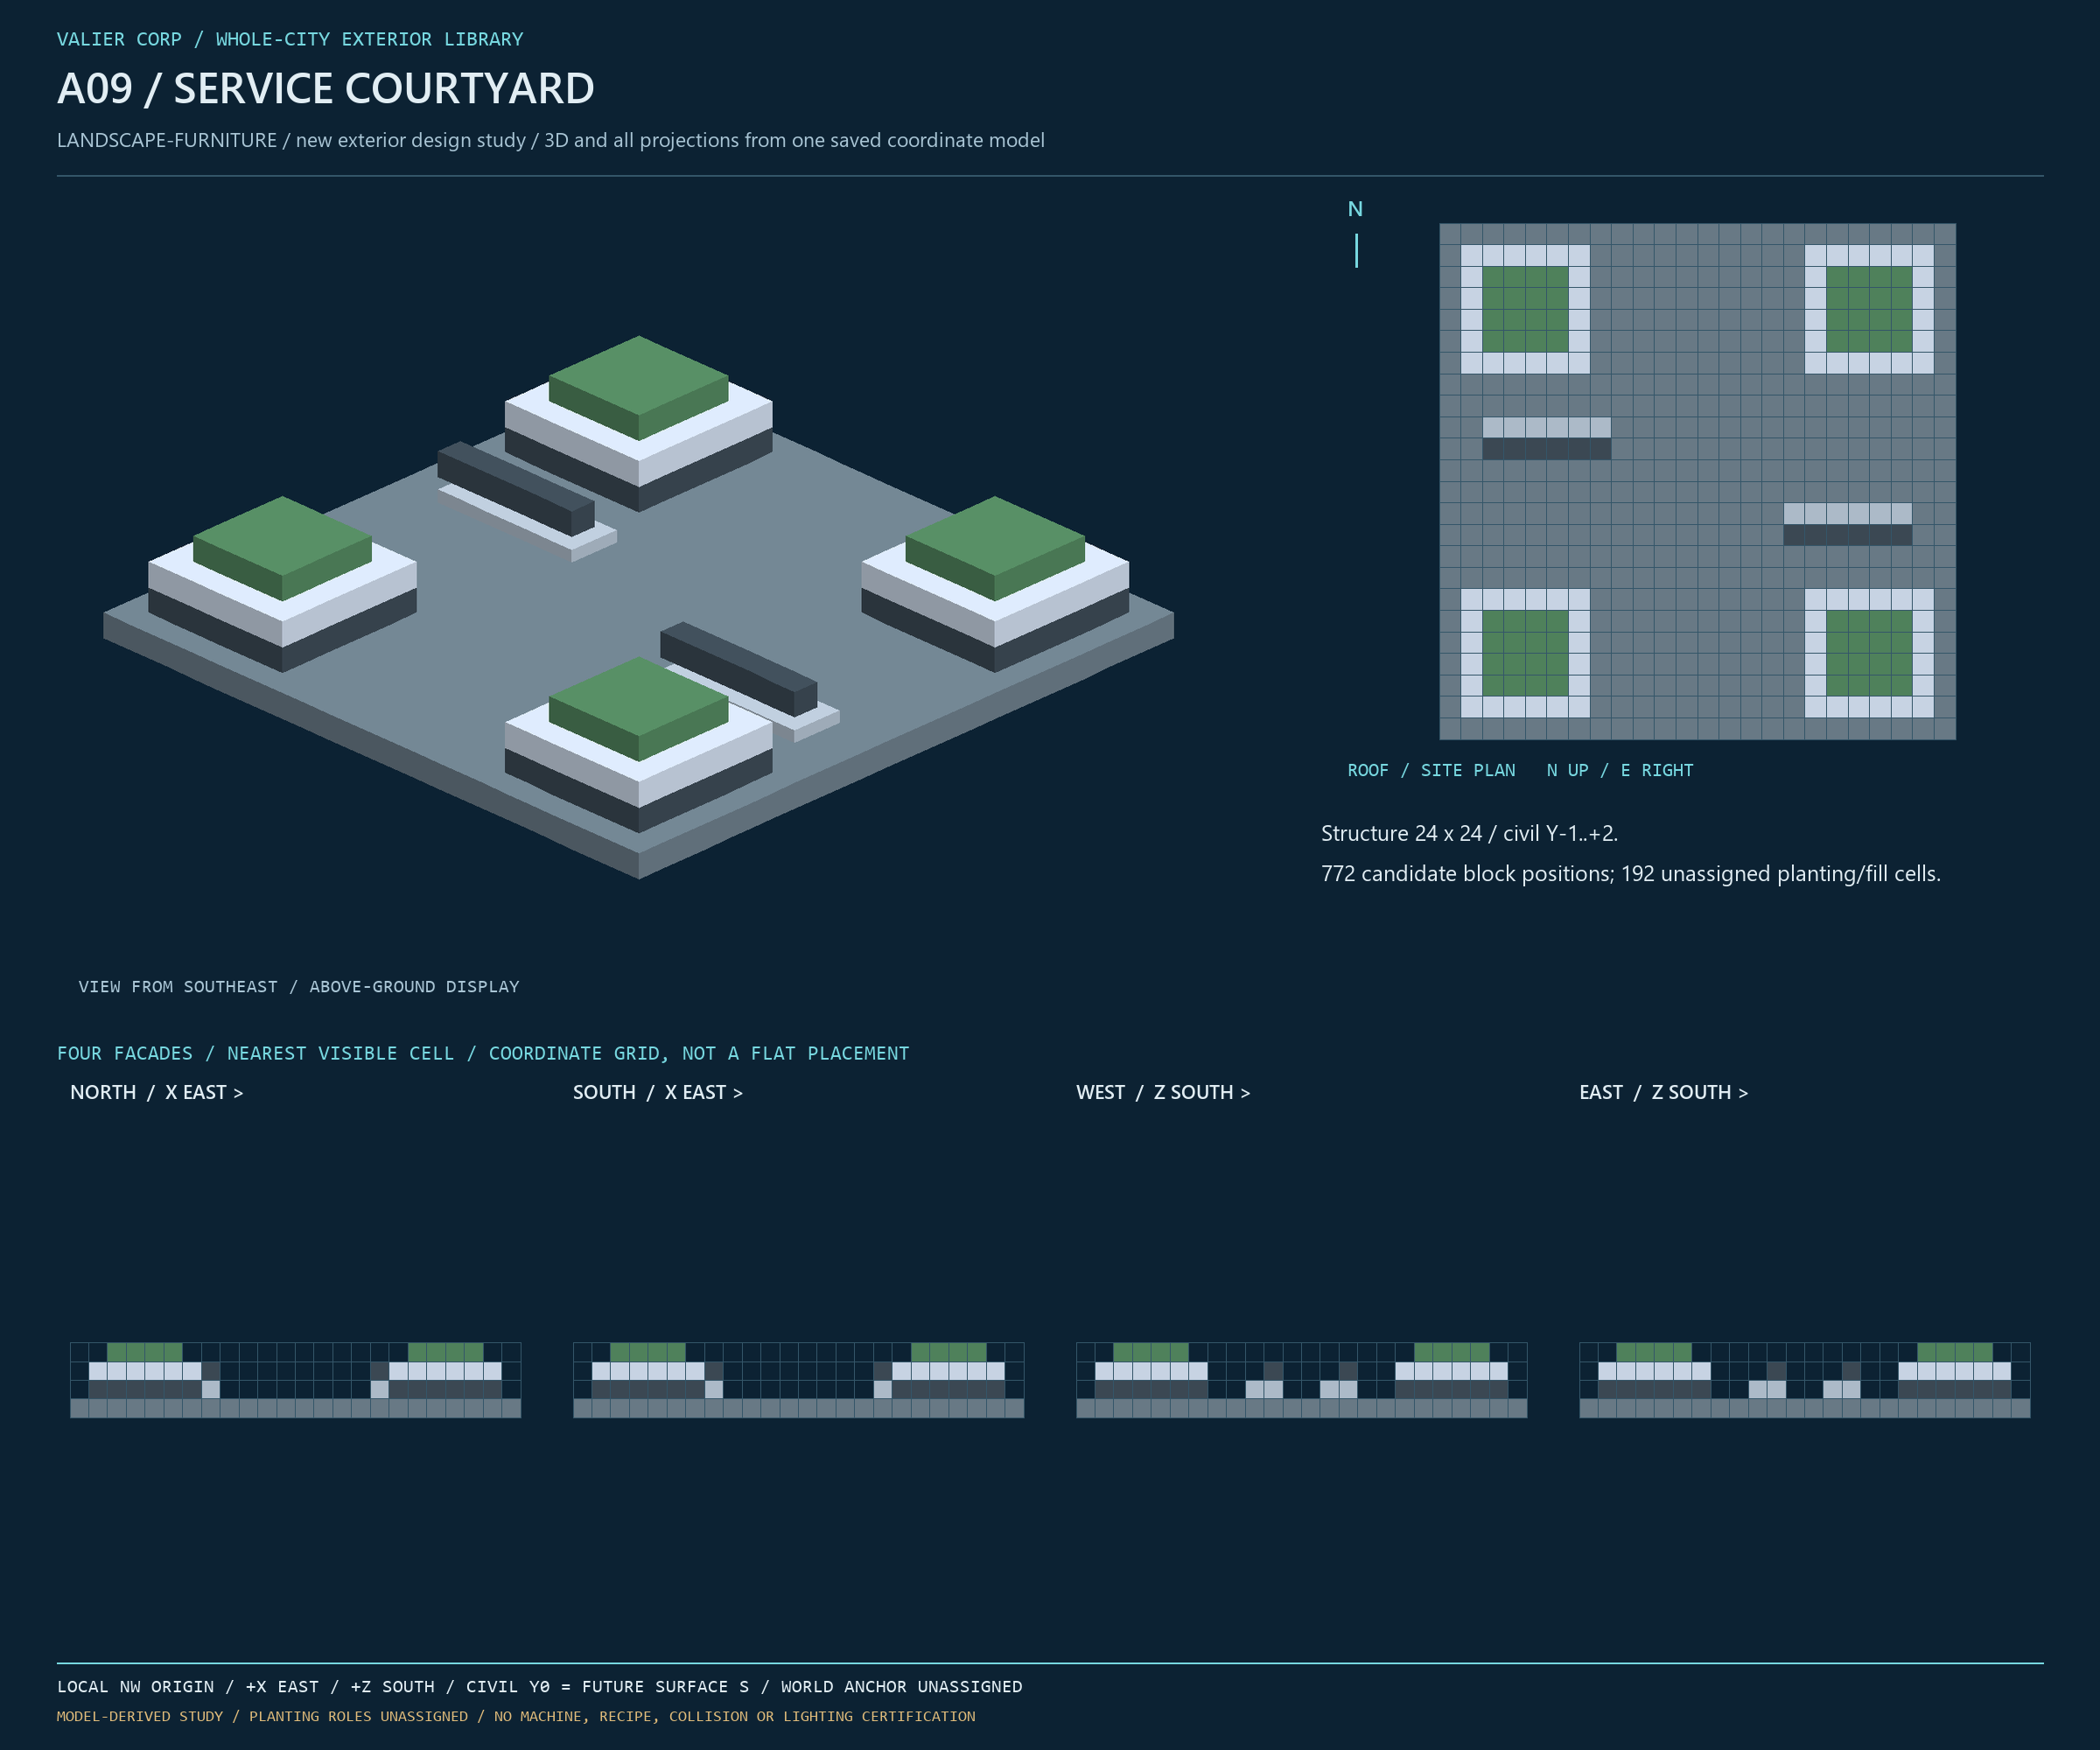 VALIER CORP / WHOLE-CITY EXTERIOR LIBRARY
A09 / SERVICE COURTYARD
LANDSCAPE-FURNITURE / new exterior design study / 3D and all projections from one saved coordinate model
N
ROOF / SITE PLAN   N UP / E RIGHT
Structure 24 x 24 / civil Y-1..+2.
772 candidate block positions; 192 unassigned planting/fill cells.
VIEW FROM SOUTHEAST / ABOVE-GROUND DISPLAY
FOUR FACADES / NEAREST VISIBLE CELL / COORDINATE GRID, NOT A FLAT PLACEMENT
NORTH / X EAST >
SOUTH / X EAST >
WEST / Z SOUTH >
EAST / Z SOUTH >
LOCAL NW ORIGIN / +X EAST / +Z SOUTH / CIVIL Y0 = FUTURE SURFACE S / WORLD ANCHOR UNASSIGNED
MODEL-DERIVED STUDY / PLANTING ROLES UNASSIGNED / NO MACHINE, RECIPE, COLLISION OR LIGHTING CERTIFICATION